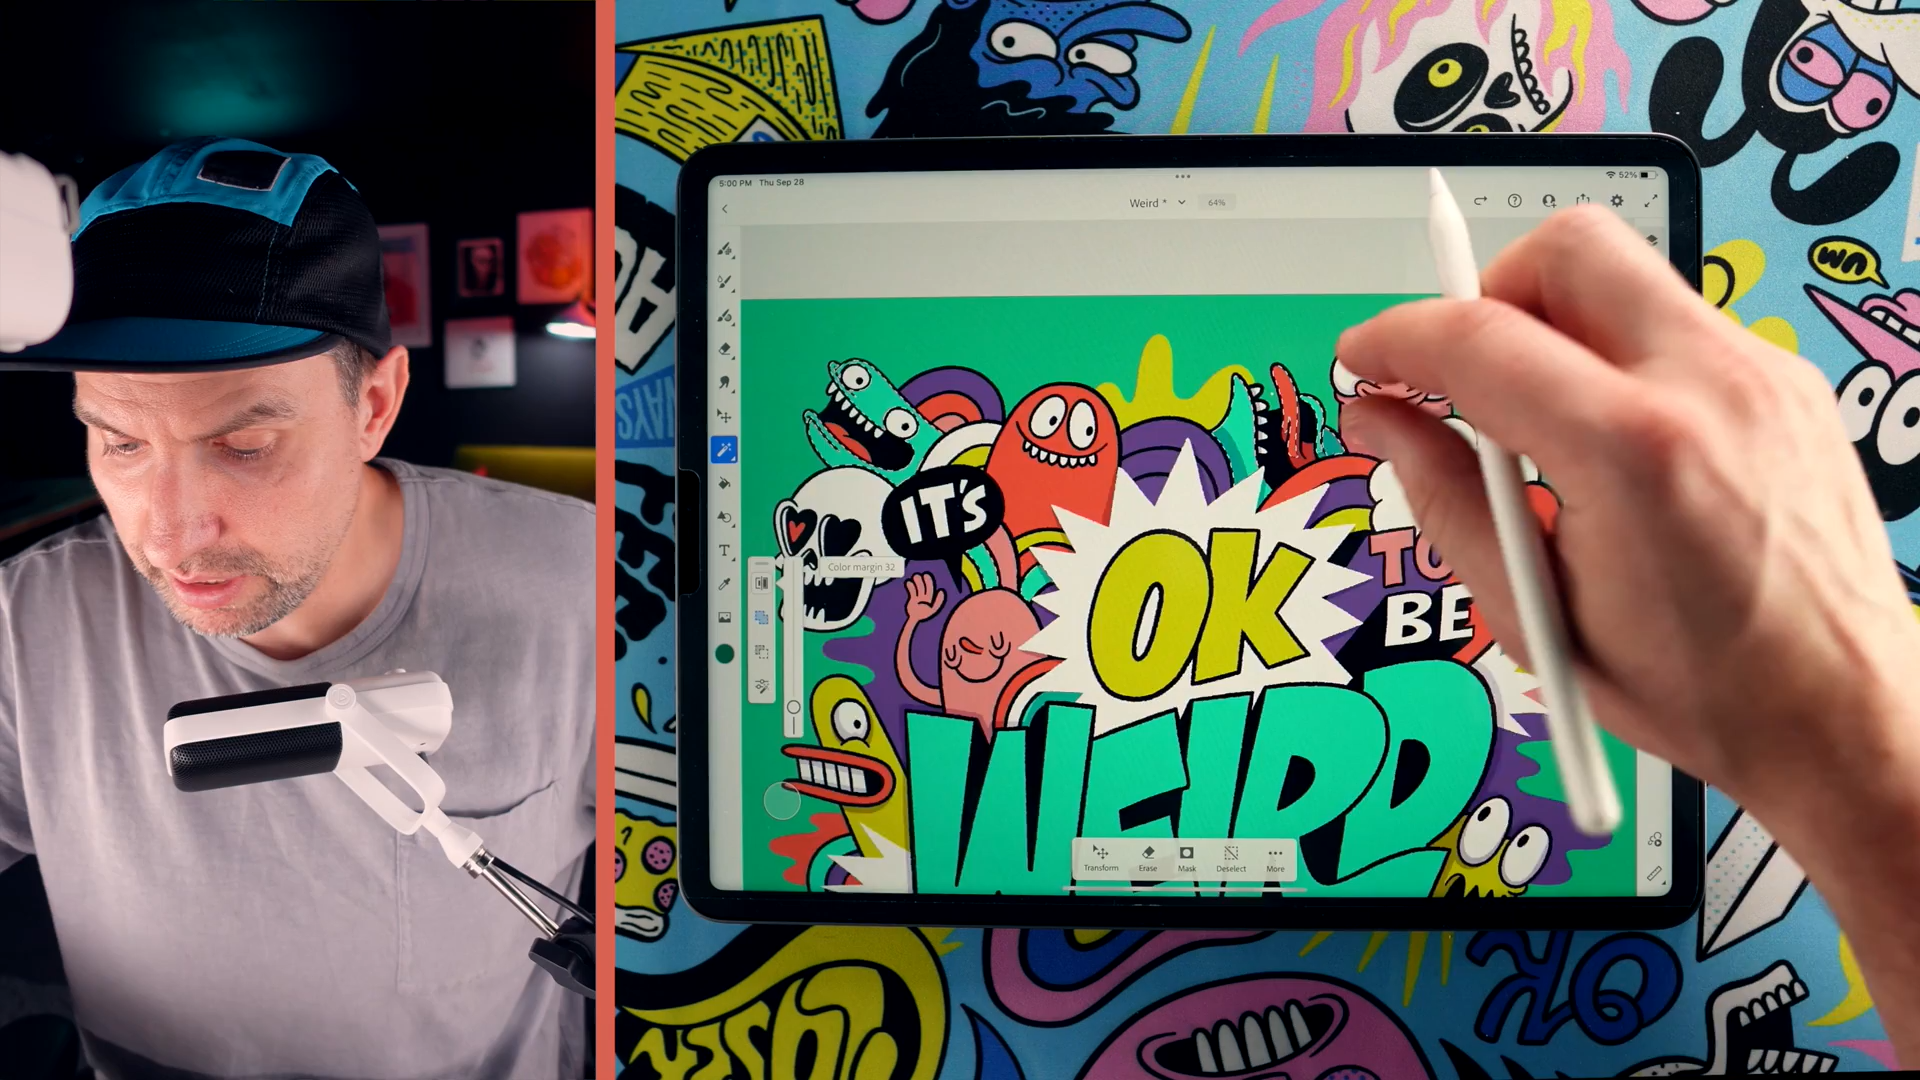 5:00 PM Thu Sep 28
52%
Weird *
64%
IT'S
OK
TO
BE
WEIRD
Color margin 32
T
Transform
Erase
Mask
Deselect
More